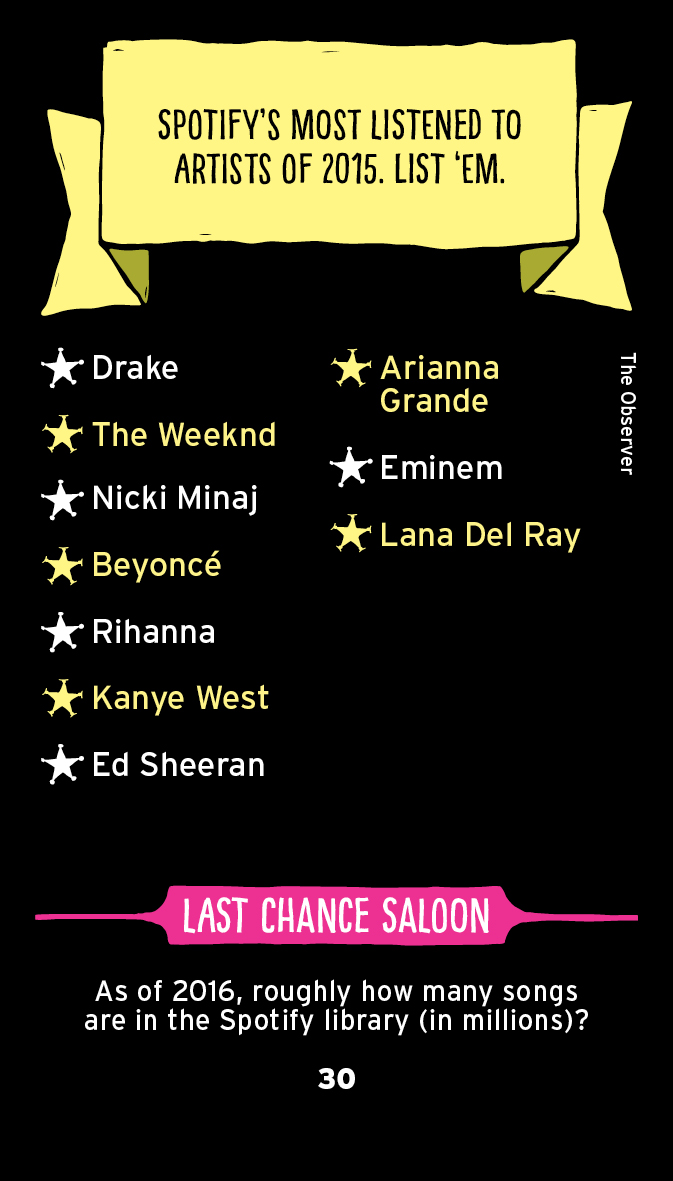 SPOTIFY'S MOST LISTENED TO
ARTISTS OF 2015. LIST 'EM.
Drake
The Weeknd
Nicki Minaj
Beyoncé
Rihanna
Kanye West
Ed Sheeran
Arianna
Grande
Eminem
Lana Del Ray
The Observer
LAST CHANCE SALOON
As of 2016, roughly how many songs
are in the Spotify library (in millions)?
30